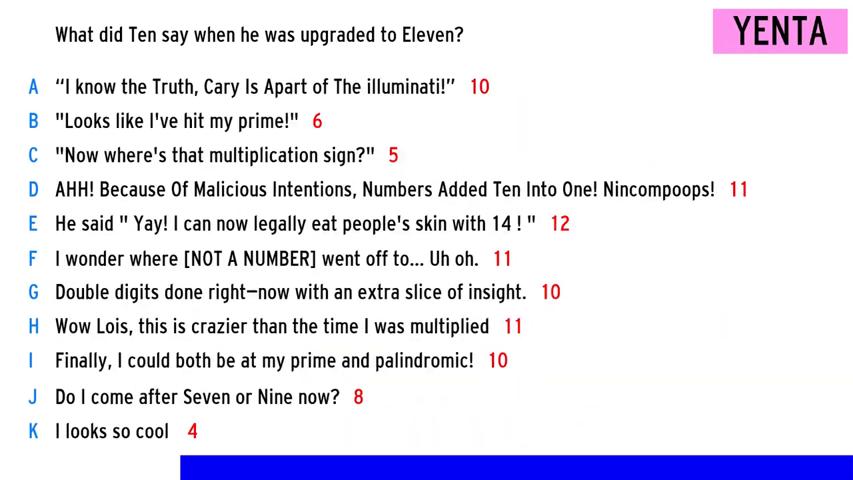 What did Ten say when he was upgraded to Eleven?
YENTA
A “I know the Truth, Cary Is Apart of The illuminati!” 10
B "Looks like I've hit my prime!" 6
C "Now where's that multiplication sign?" 5
D AHH! Because Of Malicious Intentions, Numbers Added Ten Into One! Nincompoops! 11
E He said " Yay! I can now legally eat people's skin with 14 ! " 12
F I wonder where [NOT A NUMBER] went off to... Uh oh. 11
G Double digits done right—now with an extra slice of insight. 10
H Wow Lois, this is crazier than the time I was multiplied 11
I Finally, I could both be at my prime and palindromic! 10
J Do I come after Seven or Nine now? 8
K I looks so cool 4